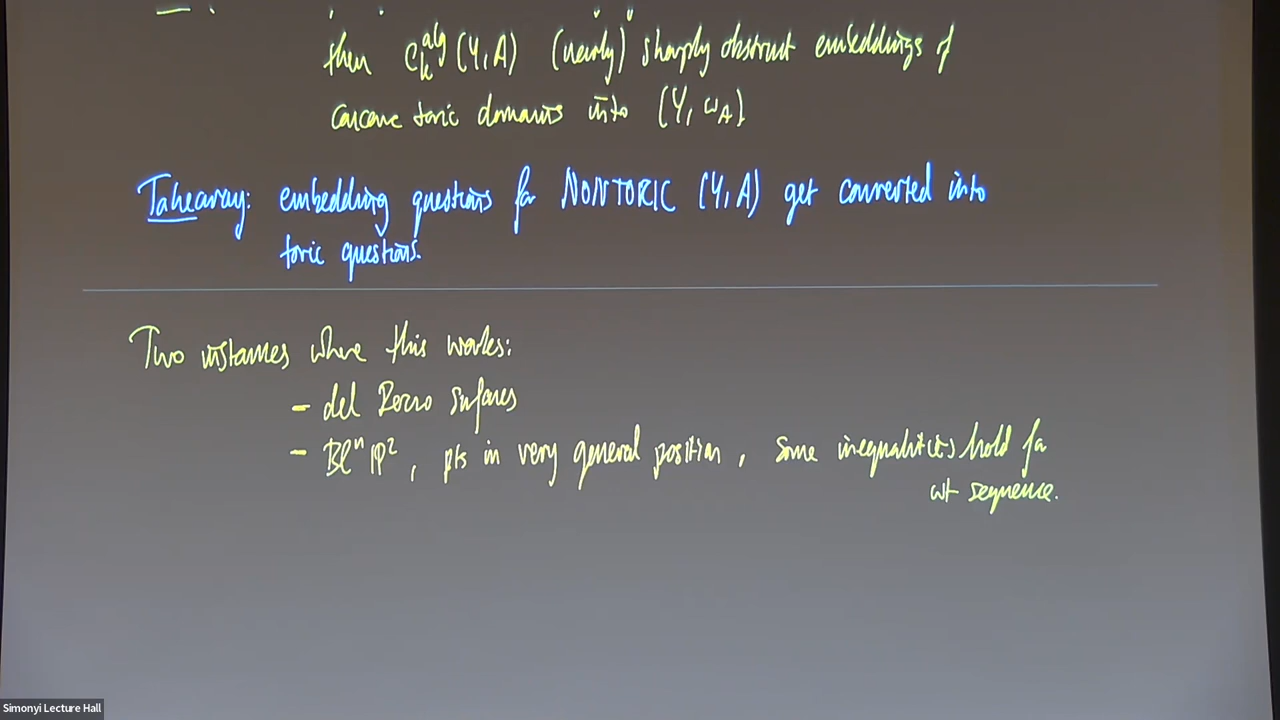 then c_k^alg (Y, A) (nearly) sharply obstruct embeddings of
concave toric domains into (Y, ω_A)
Takeaway: embedding questions for NONTORIC (Y, A) get converted into
toric questions.
Two instances where this works:
- del Pezzo surfaces
- Bl^n P^2, pts in very general position, some inequalities hold for
wt sequence.
Simonyi Lecture Hall